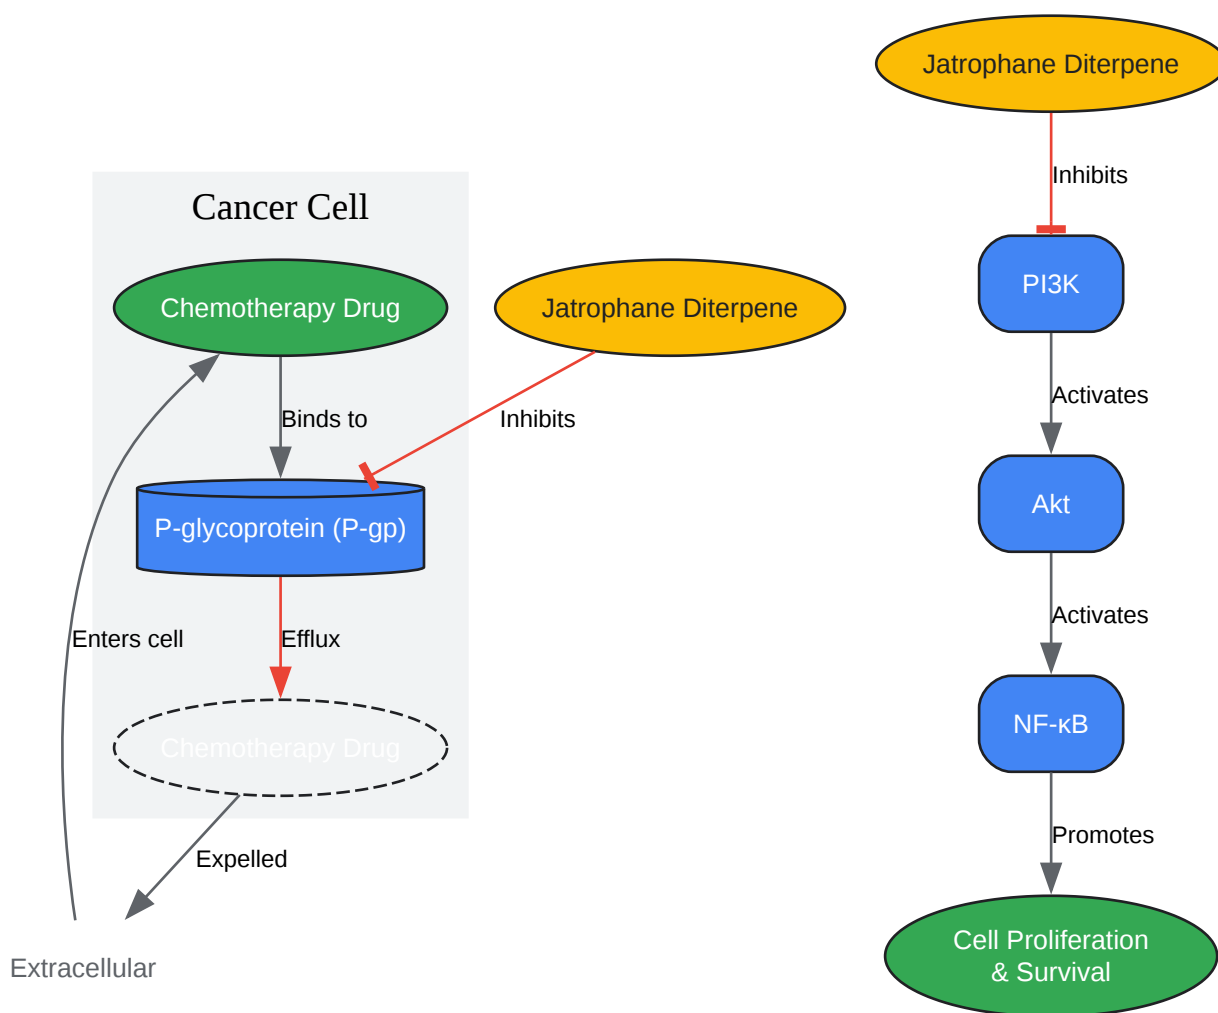 Jatrophane Diterpene
Inhibits
Cancer Cell
Chemotherapy Drug
Jatrophane Diterpene
PI3K
Binds to
Inhibits
Activates
P-glycoprotein (P-gp)
Akt
Enters cell
Efflux
Activates
Chemotherapy Drug
NF-κB
Expelled
Promotes
Extracellular
Cell Proliferation
& Survival